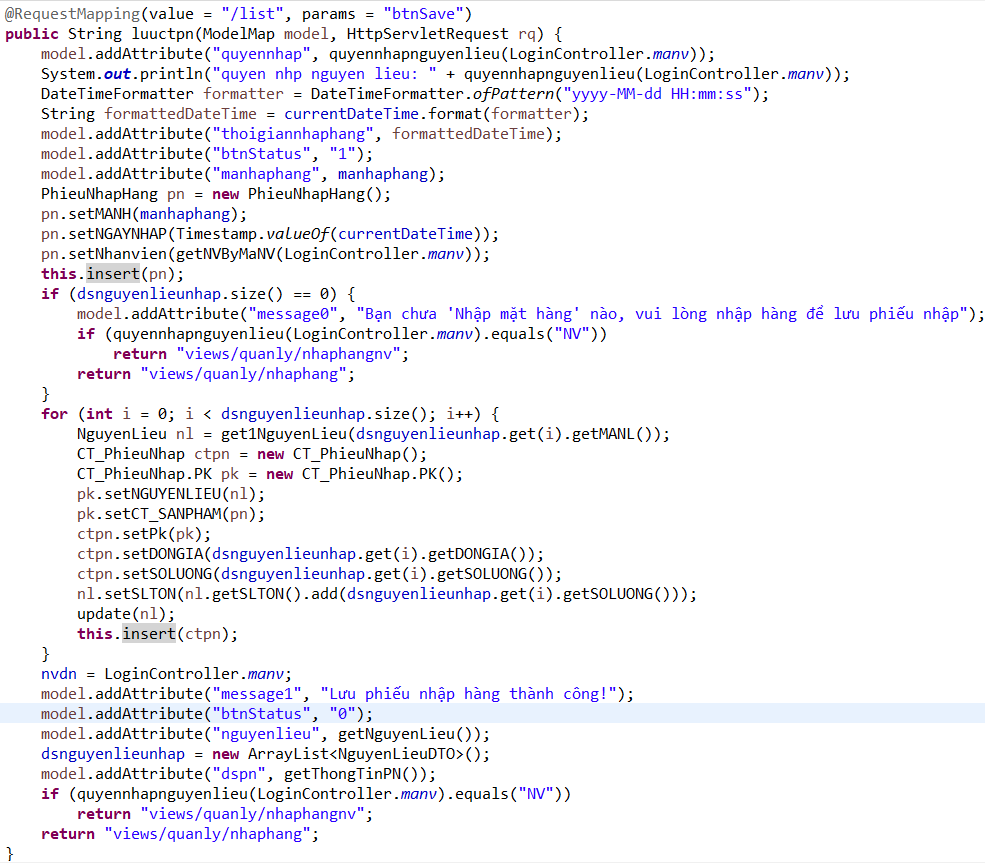 @RequestMapping(value = "/list", params = "btnSave")
public String luuctpn(ModelMap model, HttpServletRequest rq) {
    model.addAttribute("quyennhap", quyennhapnguyenlieu(LoginController.manv));
    System.out.println("quyen nhp nguyen lieu: " + quyennhapnguyenlieu(LoginController.manv));
    DateTimeFormatter formatter = DateTimeFormatter.ofPattern("yyyy-MM-dd HH:mm:ss");
    String formattedDateTime = currentDateTime.format(formatter);
    model.addAttribute("thoigiannhaphang", formattedDateTime);
    model.addAttribute("btnStatus", "1");
    model.addAttribute("manhaphang", manhaphang);
    PhieuNhapHang pn = new PhieuNhapHang();
    pn.setMANH(manhaphang);
    pn.setNGAYNHAP(Timestamp.valueOf(currentDateTime));
    pn.setNhanvien(getNVByMaNV(LoginController.manv));
    this.insert(pn);
    if (dsnguyenlieunhap.size() == 0) {
        model.addAttribute("message0", "Bạn chưa 'Nhập mặt hàng' nào, vui lòng nhập hàng để lưu phiếu nhập");
        if (quyennhapnguyenlieu(LoginController.manv).equals("NV"))
            return "views/quanly/nhaphangnv";
        return "views/quanly/nhaphang";
    }
    for (int i = 0; i < dsnguyenlieunhap.size(); i++) {
        NguyenLieu nl = get1NguyenLieu(dsnguyenlieunhap.get(i).getMANL());
        CT_PhieuNhap ctpn = new CT_PhieuNhap();
        CT_PhieuNhap.PK pk = new CT_PhieuNhap.PK();
        pk.setNGUYENLIEU(nl);
        pk.setCT_SANPHAM(pn);
        ctpn.setPk(pk);
        ctpn.setDONGIA(dsnguyenlieunhap.get(i).getDONGIA());
        ctpn.setSOLUONG(dsnguyenlieunhap.get(i).getSOLUONG());
        nl.setSLTON(nl.getSLTON().add(dsnguyenlieunhap.get(i).getSOLUONG()));
        update(nl);
        this.insert(ctpn);
    }
    nvdn = LoginController.manv;
    model.addAttribute("message1", "Lưu phiếu nhập hàng thành công!");
    model.addAttribute("btnStatus", "0");
    model.addAttribute("nguyenlieu", getNguyenLieu());
    dsnguyenlieunhap = new ArrayList<NguyenLieuDTO>();
    model.addAttribute("dspn", getThongTinPN());
    if (quyennhapnguyenlieu(LoginController.manv).equals("NV"))
        return "views/quanly/nhaphangnv";
    return "views/quanly/nhaphang";
}